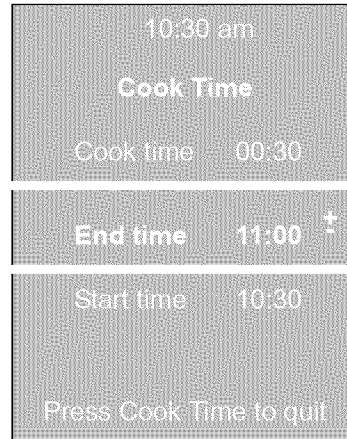 10:30 am
Cook Time
Cook time 00:30
End time 11:00 +
-
Start time 10:30
Press Cook Time to quit